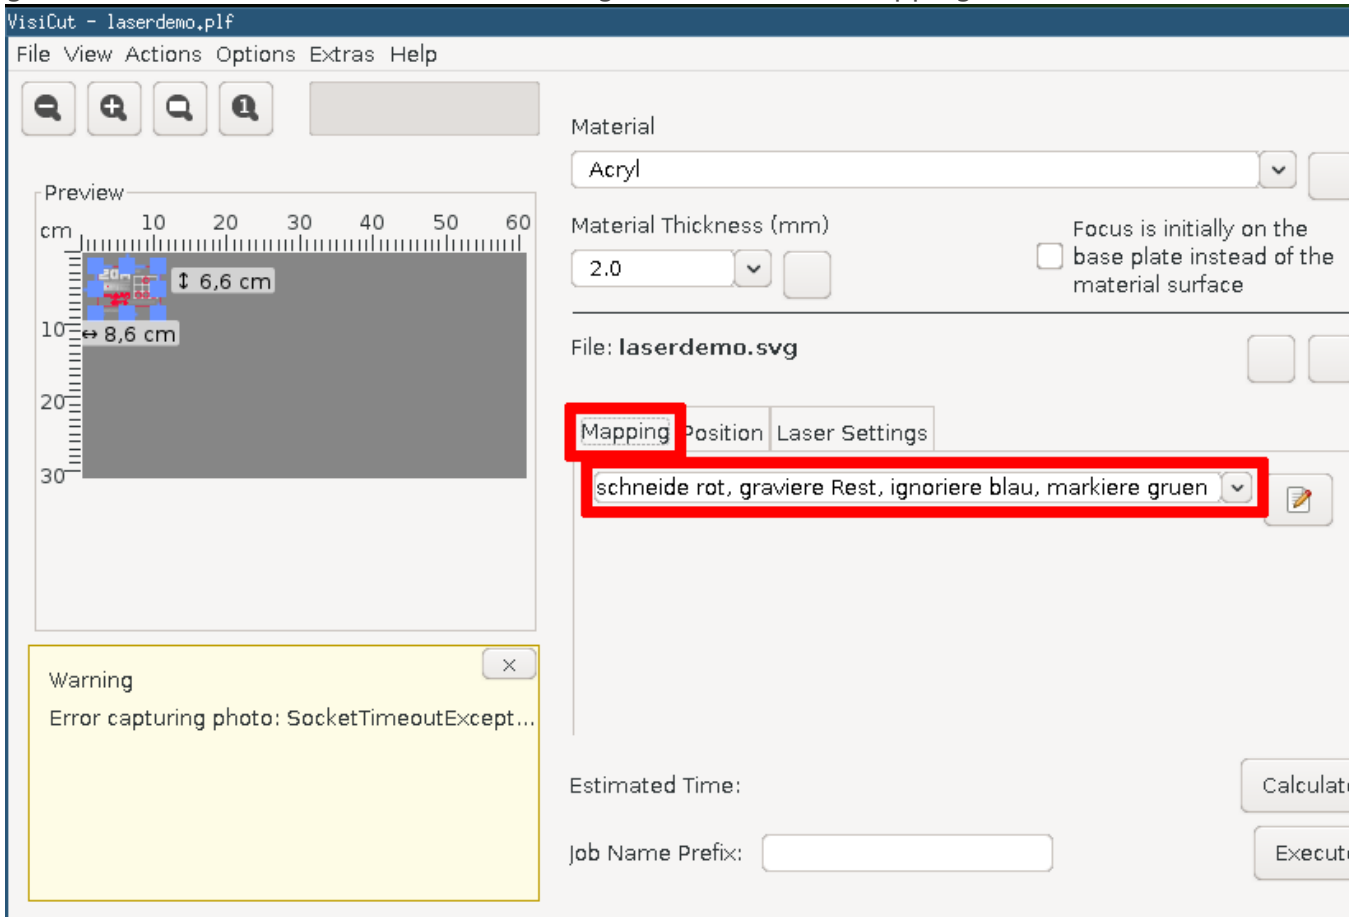 VisiCut - laserdemo.plf
File View Actions Options Extras Help
Material
Acryl
Preview
cm 10 20 30 40 50 60
Material Thickness (mm)
2.0
Focus is initially on the
base plate instead of the
material surface
6,6 cm
10
8,6 cm
File: laserdemo.svg
20
30
Mapping Position Laser Settings
schneide rot, graviere Rest, ignoriere blau, markiere gruen
Warning
Error capturing photo: SocketTimeoutExcept...
Estimated Time:
Calculate
Job Name Prefix:
Execute